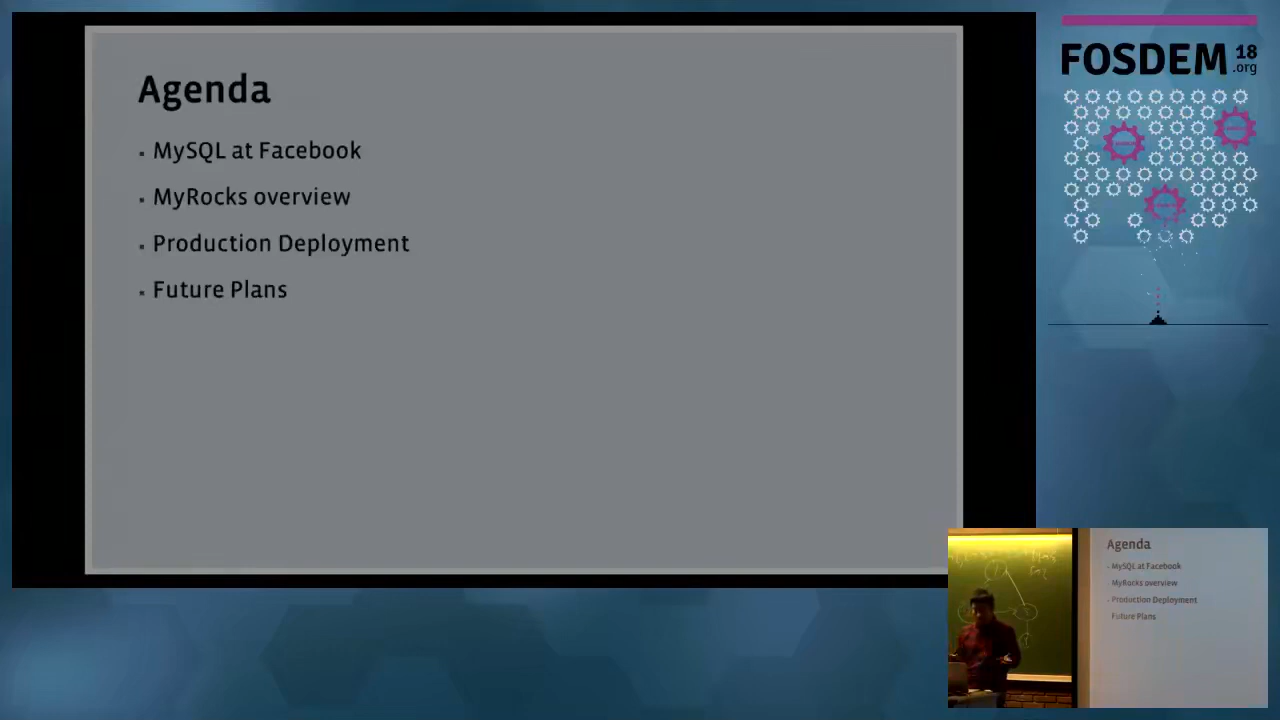 Agenda
▪ MySQL at Facebook
▪ MyRocks overview
▪ Production Deployment
▪ Future Plans
FOSDEM 18
.org
Agenda
- MySQL at Facebook
MyRocks overview
- Production Deployment
Future Plans